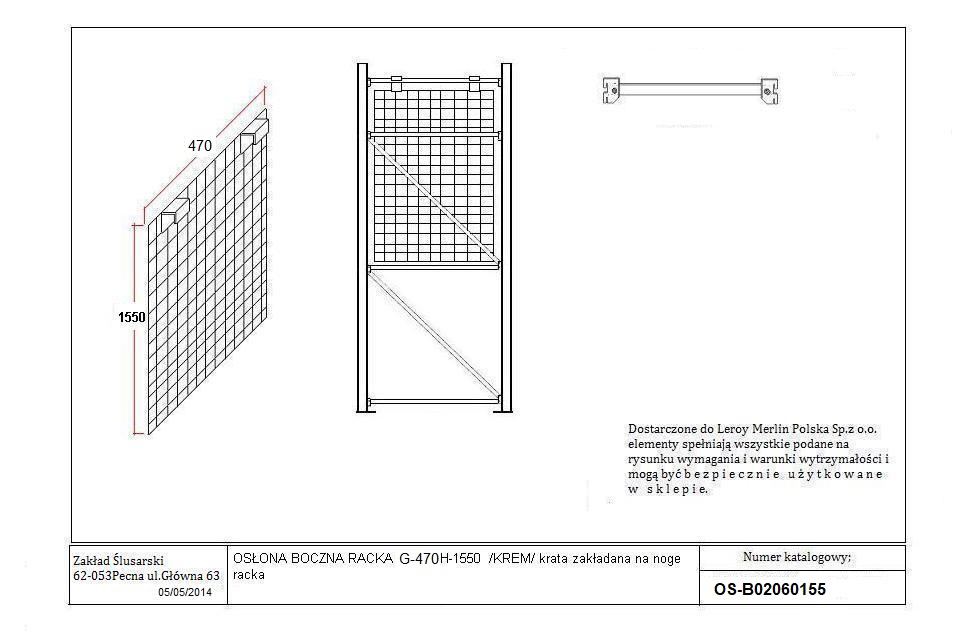 470
1550
Dostarczone do Leroy Merlin Polska Sp.z o.o.
elementy spełniają wszystkie podane na
rysunku wymagania i warunki wytrzymałości i
mogą być b e z p i e c z n i e u ż y t k o w a n e
w s k l e p i e.
Zakład Ślusarski
62-053Pecna ul.Główna 63
05/05/2014
OSŁONA BOCZNA RACKA G-470H-1550 /KREM/ krata zakładana na noge
racka
Numer katalogowy;
OS-B02060155